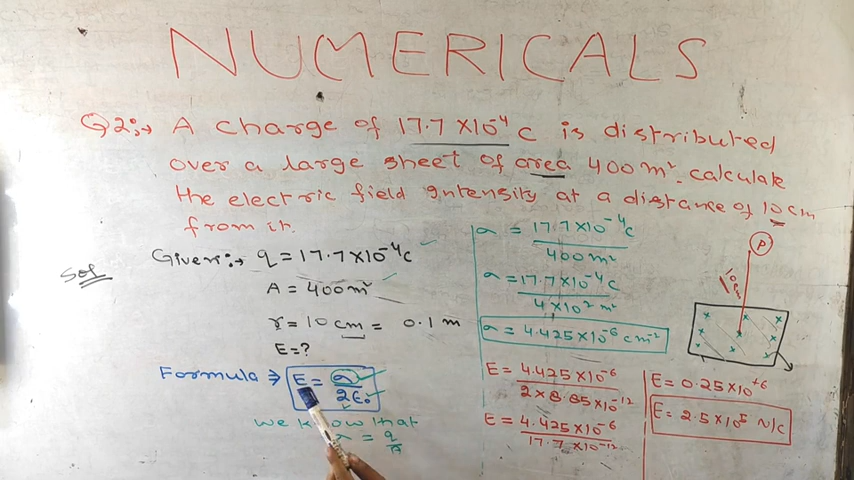 NUMERICALS
Q2:→ A charge of 17.7 X10⁻⁴ C is distributed
over a large sheet of area 400 m². calculate
the electric field intensity at a distance of 10 cm
from it.
Sol
Given:→ q = 17.7 X10⁻⁴ C
A = 400 m²
r = 10 cm = 0.1 m
E = ?
Formula ⇒ E = σ / 2ε₀
we know that
σ = q / A
σ = 17.7 X10⁻⁴ C / 400 m²
σ = 17.7 X10⁻⁴ C / 4 X10² m²
σ = 4.425 X10⁻⁶ cm⁻²
E = 4.425 X10⁻⁶ / 2 X 8.85 X10⁻¹²
E = 4.425 X10⁻⁶ / 17.7 X10⁻¹²
E = 0.25 X10⁺⁶
E = 2.5 X10⁵ N/C
P
10 cm